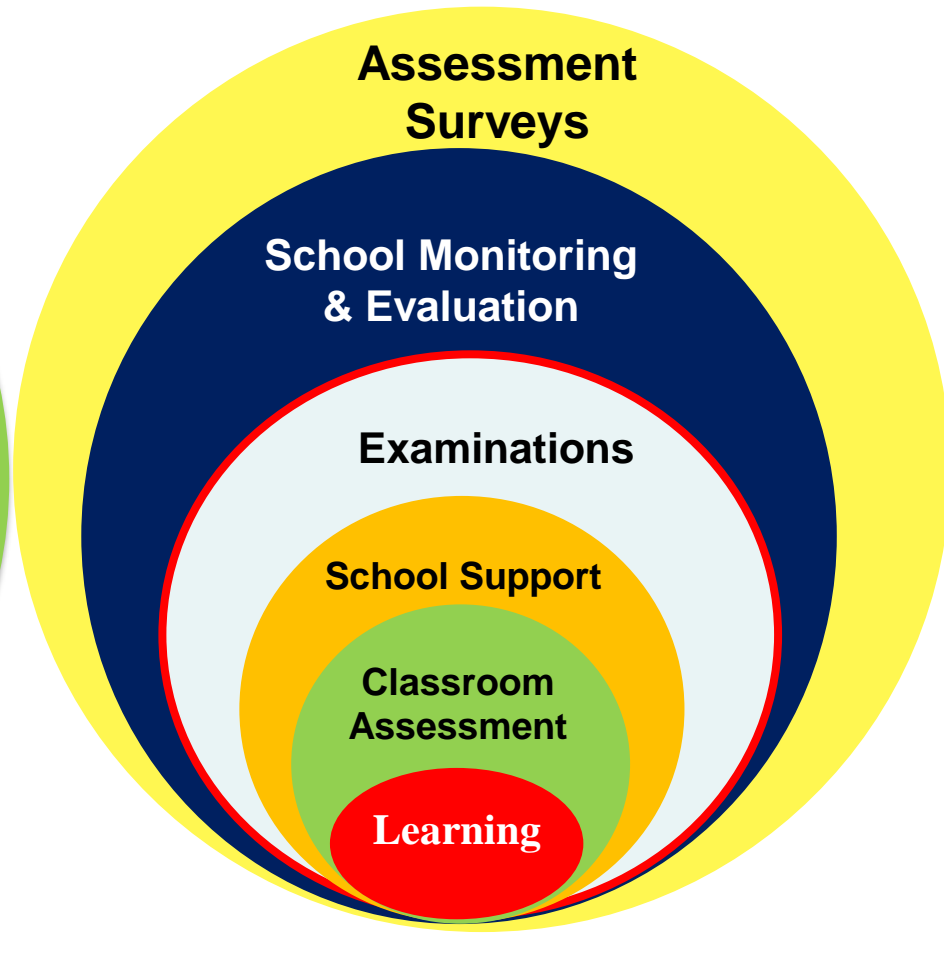 Assessment
Surveys
School Monitoring
& Evaluation
Examinations
School Support
Classroom
Assessment
Learning